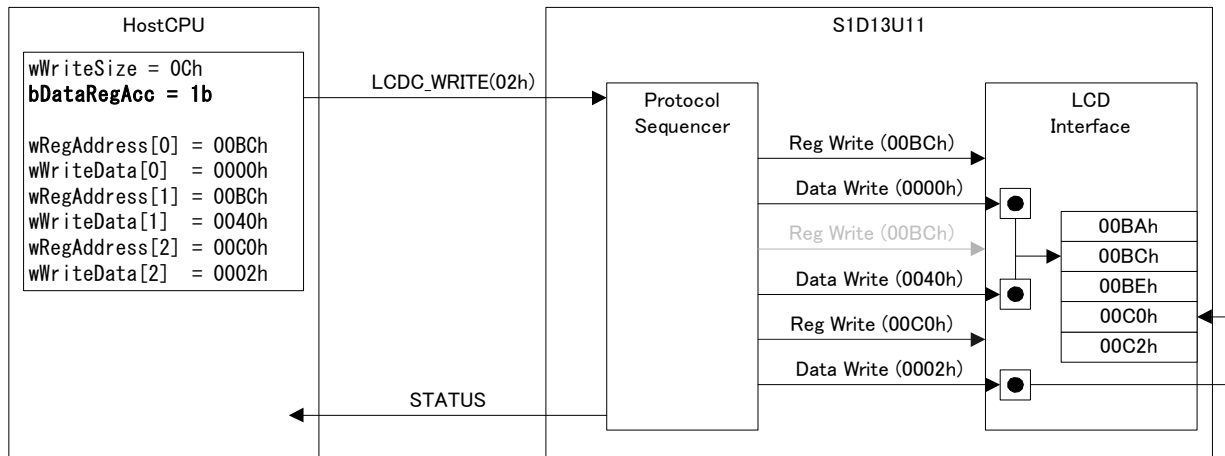 HostCPU
S1D13U11
wWriteSize = 0Ch
bDataRegAcc = 1b
wRegAddress[0] = 00BCh
wWriteData[0] = 0000h
wRegAddress[1] = 00BCh
wWriteData[1] = 0040h
wRegAddress[2] = 00C0h
wWriteData[2] = 0002h
LCDC_WRITE(02h)
STATUS
Protocol
Sequencer
Reg Write (00BCh)
Data Write (0000h)
Reg Write (00BCh)
Data Write (0040h)
Reg Write (00C0h)
Data Write (0002h)
LCD
Interface
00BAh
00BCh
00BEh
00C0h
00C2h